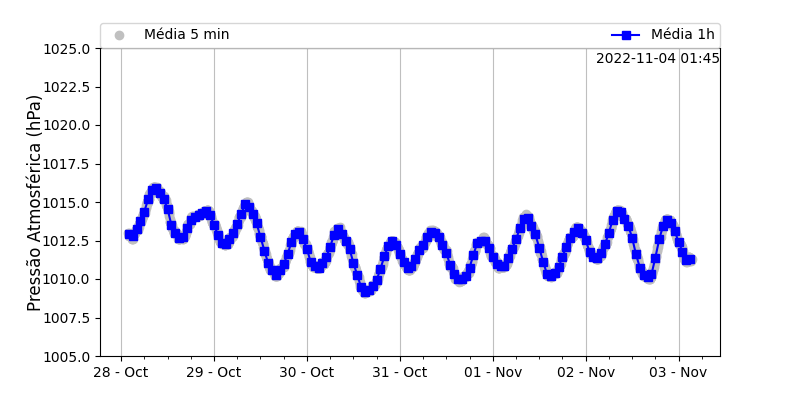 Média 5 min
Média 1h
2022-11-04 01:45
Pressão Atmosférica (hPa)
1025.0
1022.5
1020.0
1017.5
1015.0
1012.5
1010.0
1007.5
1005.0
28 - Oct
29 - Oct
30 - Oct
31 - Oct
01 - Nov
02 - Nov
03 - Nov